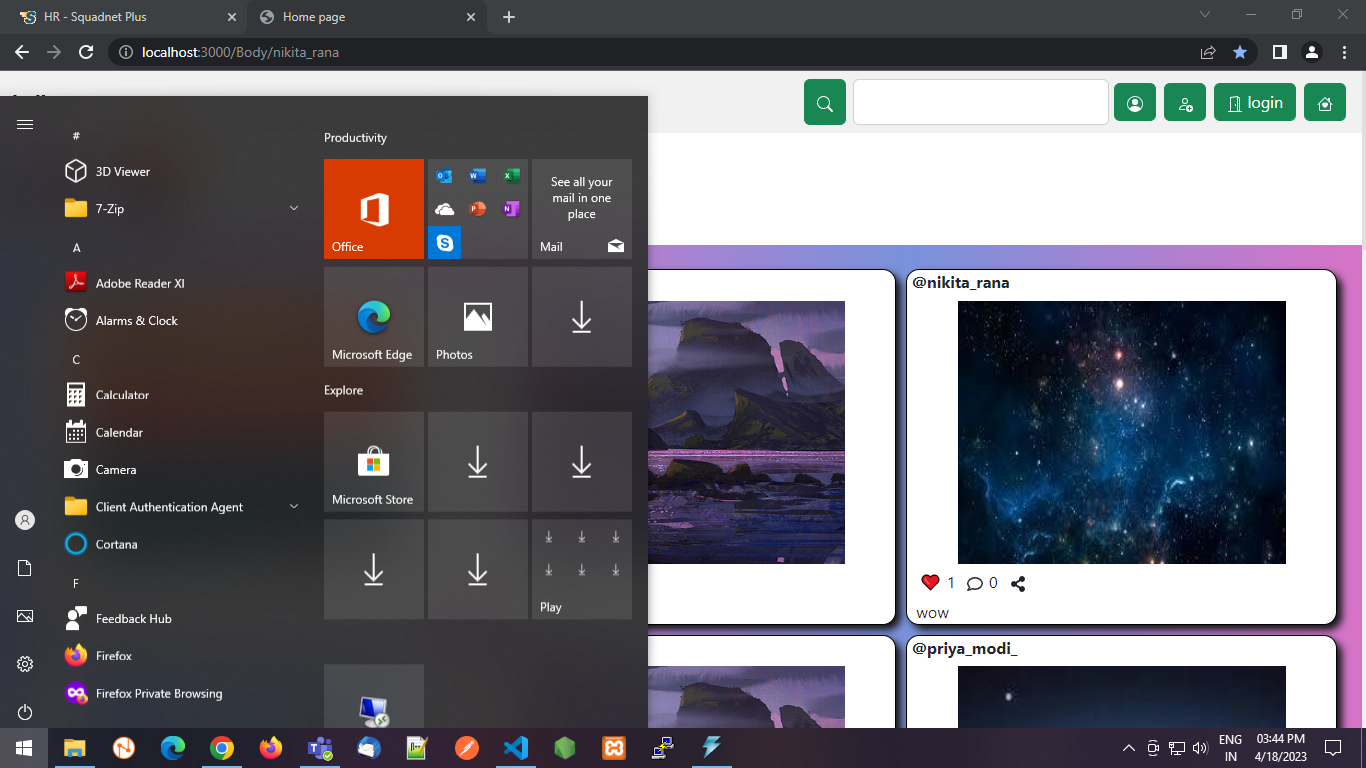 HR - Squadnet Plus
Home page
localhost:3000/Body/nikita_rana
login
#
3D Viewer
7-Zip
A
Adobe Reader XI
Alarms & Clock
C
Calculator
Calendar
Camera
Client Authentication Agent
Cortana
F
Feedback Hub
Firefox
Firefox Private Browsing
Productivity
Office
See all your
mail in one
place
Mail
Microsoft Edge
Photos
Explore
Microsoft Store
Play
@nikita_rana
1
0
wow
@priya_modi_
ENG
IN
03:44 PM
4/18/2023